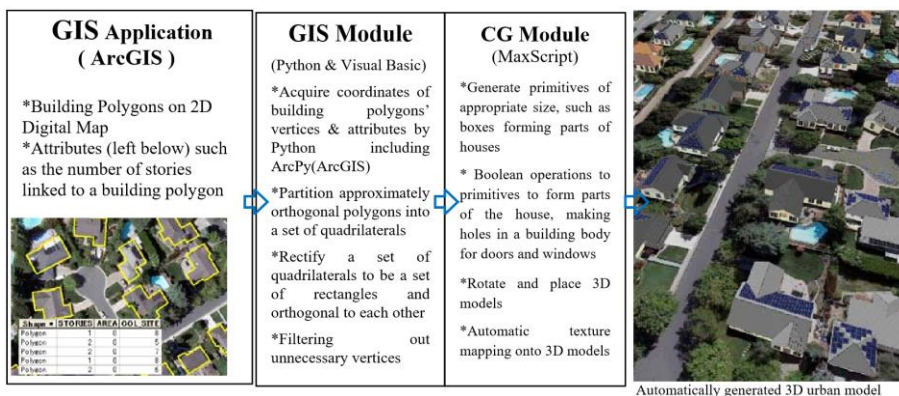 GIS Application
( ArcGIS )
*Building Polygons on 2D
Digital Map
*Attributes (left below) such
as the number of stories
linked to a building polygon
Shape * STORIES AREA OOL_SITE
Polygon 1 0 8
Polygon 2 0 5
Polygon 2 0 7
Polygon 1 0 8
Polygon 2 0 6
GIS Module
(Python & Visual Basic)
*Acquire coordinates of
building polygons’
vertices & attributes by
Python including
ArcPy(ArcGIS)
*Partition approximately
orthogonal polygons into
a set of quadrilaterals
*Rectify a set of
quadrilaterals to be a set
of rectangles and
orthogonal to each other
*Filtering out
unnecessary vertices
CG Module
(MaxScript)
*Generate primitives of
appropriate size, such as
boxes forming parts of
houses
* Boolean operations to
primitives to form parts
of the house, making
holes in a building body
for doors and windows
*Rotate and place 3D
models
*Automatic texture
mapping onto 3D models
Automatically generated 3D urban model